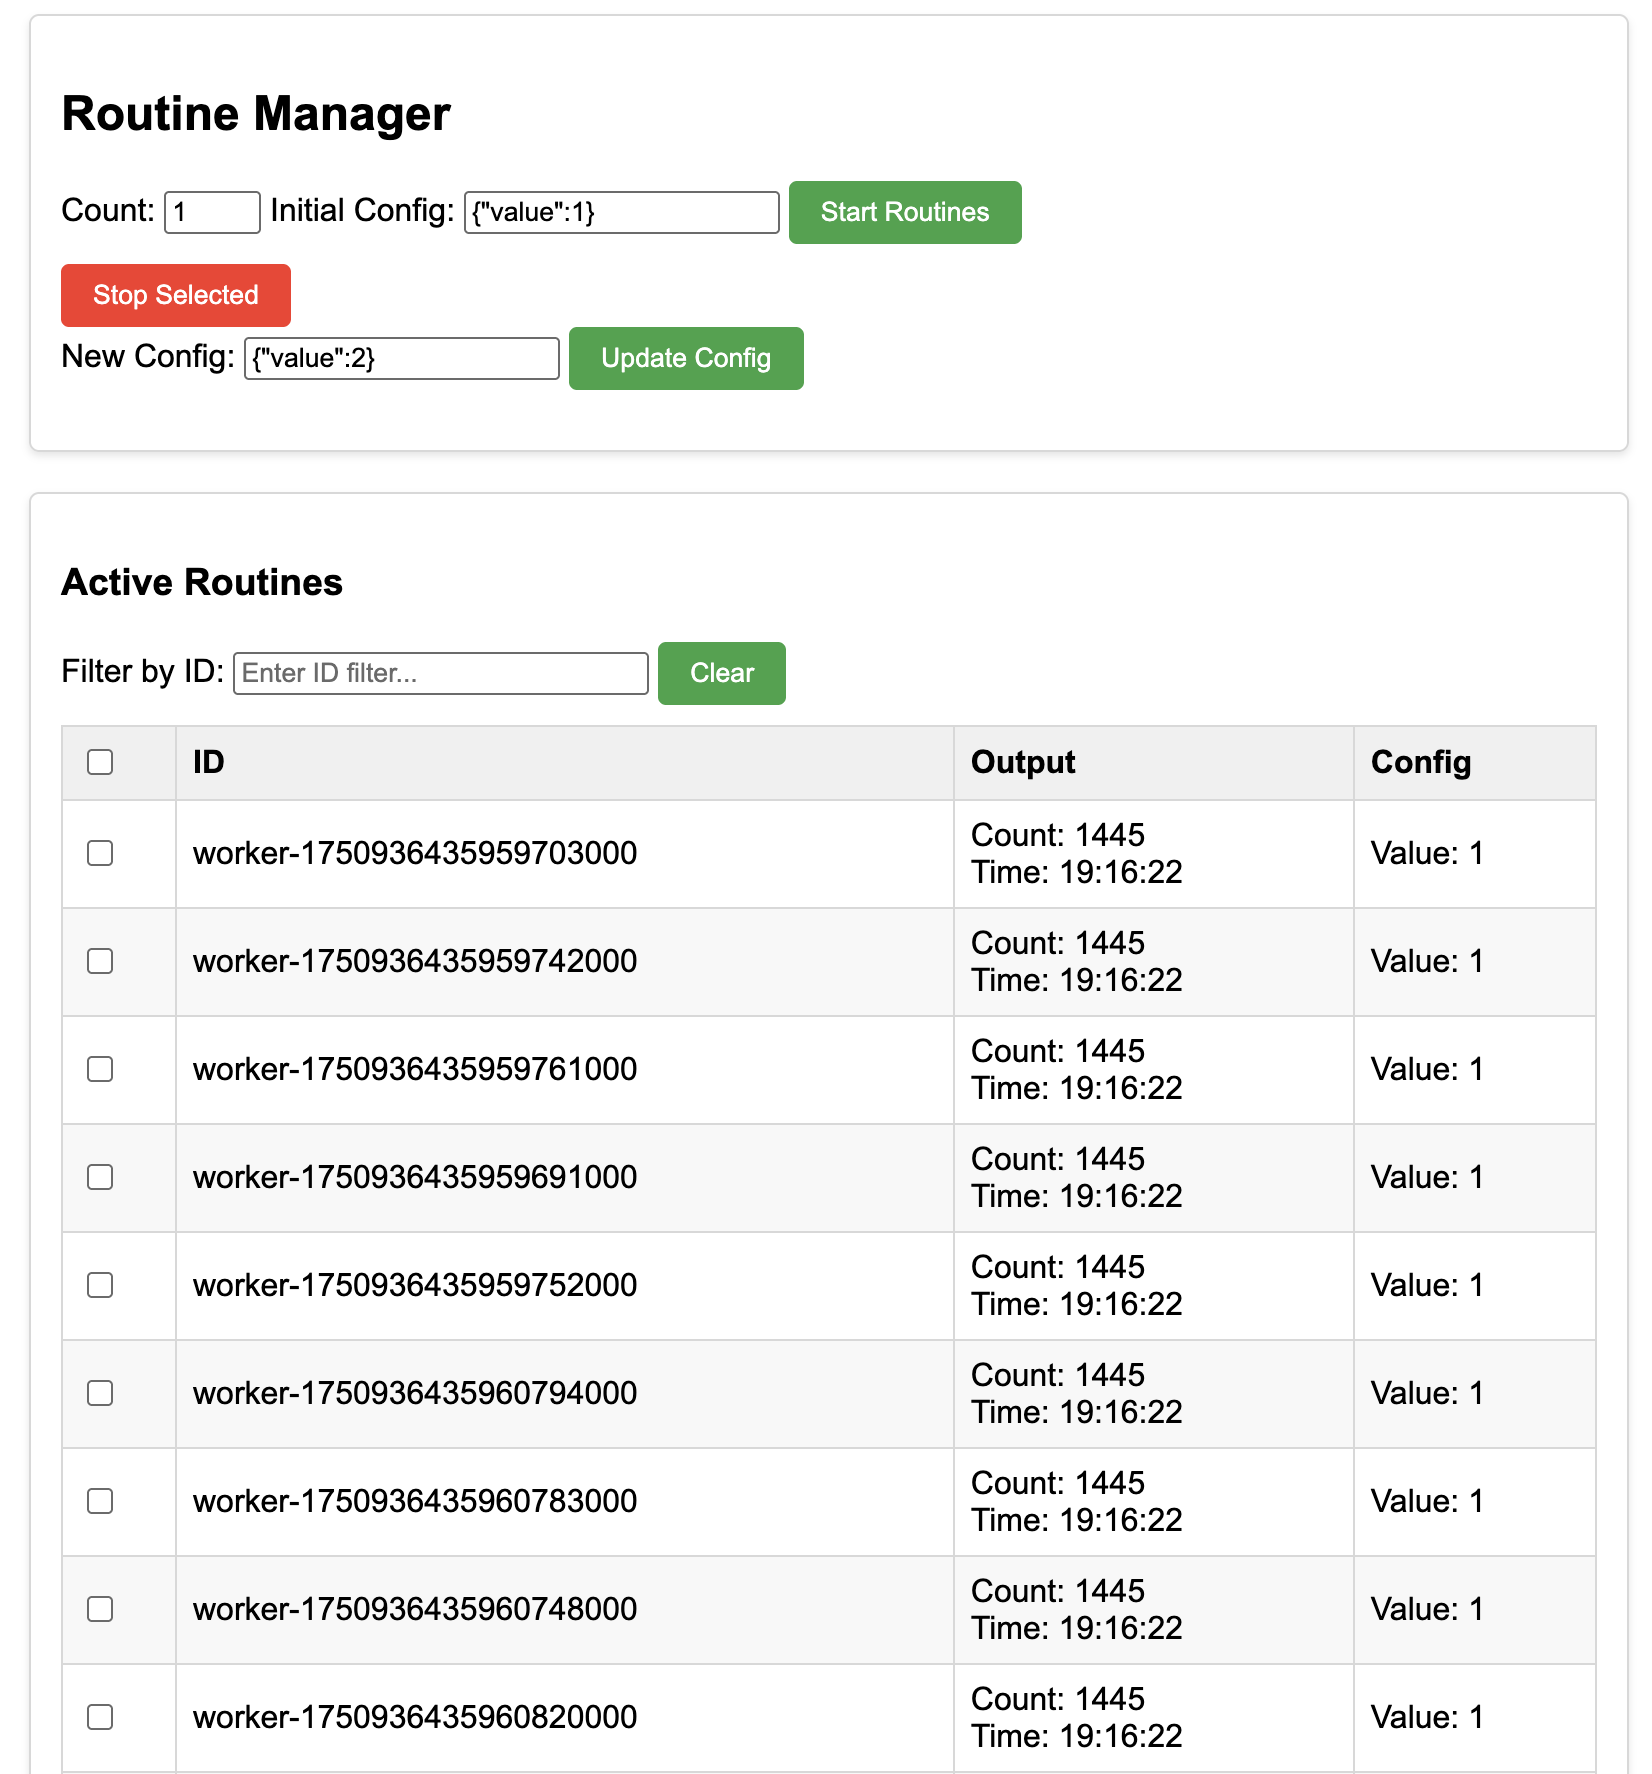 Routine Manager
Count: 1 Initial Config: {"value":1} Start Routines
Stop Selected
New Config: {"value":2} Update Config
Active Routines
Filter by ID: Enter ID filter... Clear
ID Output Config
worker-1750936435959703000 Count: 1445 Value: 1
Time: 19:16:22
worker-1750936435959742000 Count: 1445 Value: 1
Time: 19:16:22
worker-1750936435959761000 Count: 1445 Value: 1
Time: 19:16:22
worker-1750936435959691000 Count: 1445 Value: 1
Time: 19:16:22
worker-1750936435959752000 Count: 1445 Value: 1
Time: 19:16:22
worker-1750936435960794000 Count: 1445 Value: 1
Time: 19:16:22
worker-1750936435960783000 Count: 1445 Value: 1
Time: 19:16:22
worker-1750936435960748000 Count: 1445 Value: 1
Time: 19:16:22
worker-1750936435960820000 Count: 1445 Value: 1
Time: 19:16:22